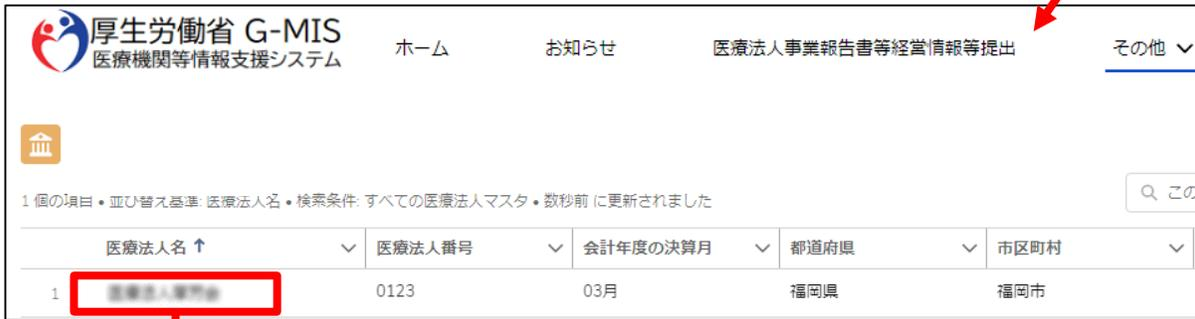 厚生労働省 G-MIS
医療機関等情報支援システム
ホーム お知らせ 医療法人事業報告書等経営情報等提出 その他
1 個の項目 • 並び替え基準: 医療法人名 • 検索条件: すべての医療法人マスタ • 数秒前 に更新されました
この
医療法人名 ↑ 医療法人番号 会計年度の決算月 都道府県 市区町村
1 0123 03月 福岡県 福岡市